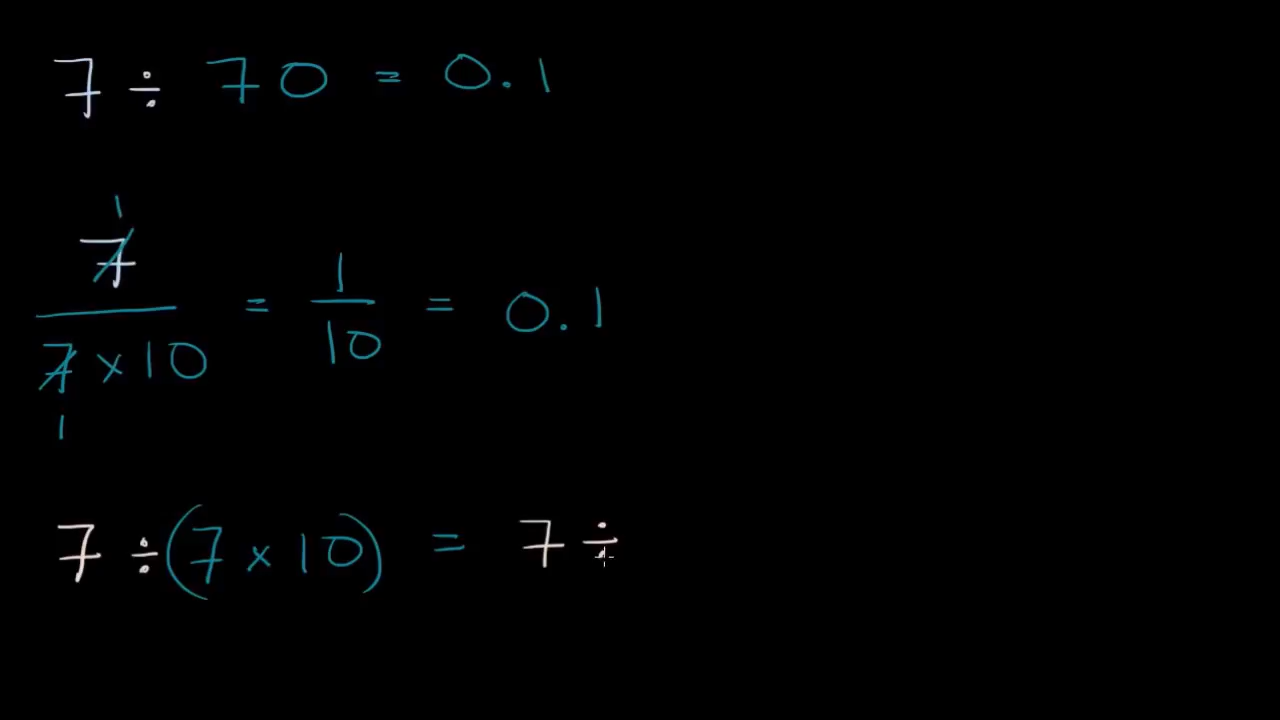 7 ÷ 70 = 0.1
1
7
7 × 10 = 1/10 = 0.1
1
7 ÷ (7 × 10) = 7 ÷